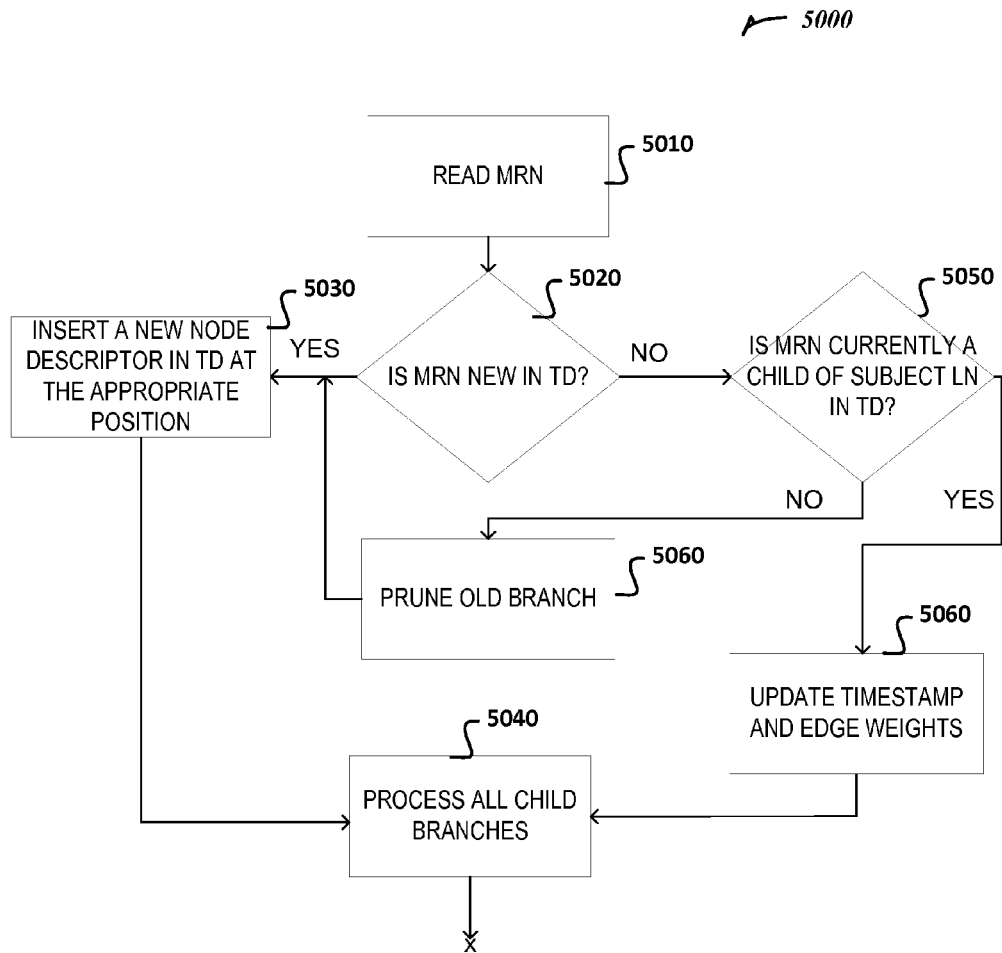 5000
5010
READ MRN
5020
5050
5030
INSERT A NEW NODE
DESCRIPTOR IN TD AT
THE APPROPRIATE
POSITION
YES
IS MRN NEW IN TD?
NO
IS MRN CURRENTLY A
CHILD OF SUBJECT LN
IN TD?
NO
YES
5060
PRUNE OLD BRANCH
5060
UPDATE TIMESTAMP
AND EDGE WEIGHTS
5040
PROCESS ALL CHILD
BRANCHES
X